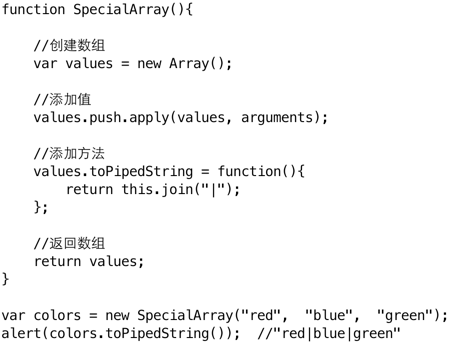 function SpecialArray(){
//创建数组
var values = new Array();
//添加值
values.push.apply(values, arguments);
//添加方法
values.toPipedString = function(){
return this.join("|");
};
//返回数组
return values;
}
var colors = new SpecialArray("red", "blue", "green");
alert(colors.toPipedString()); //"red|blue|green"